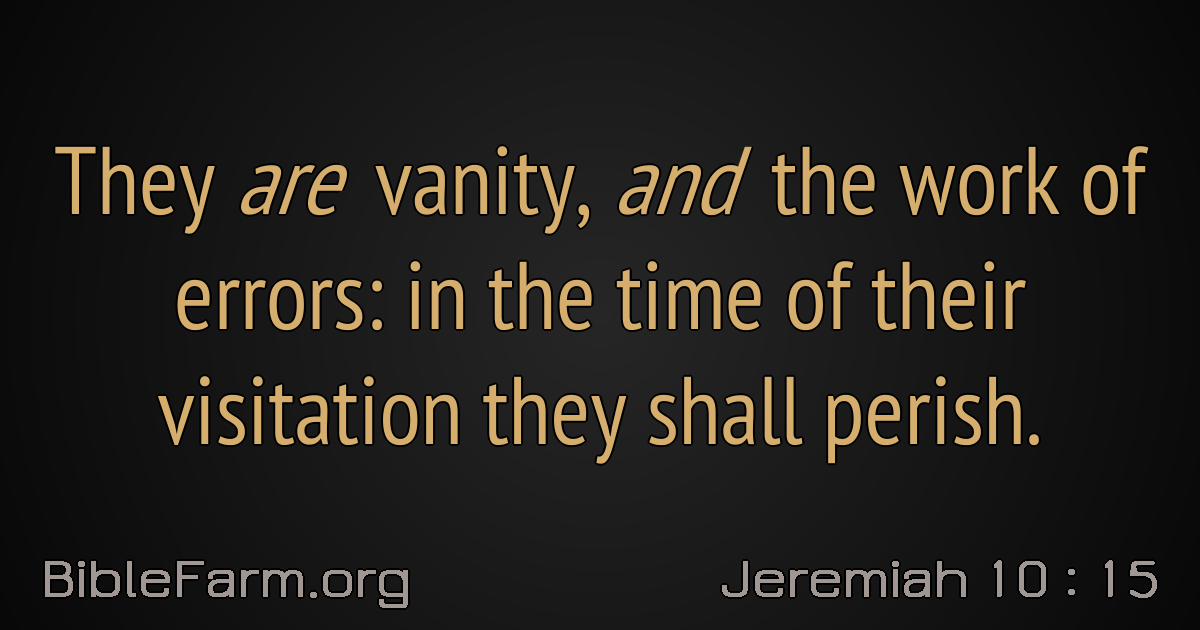 They are vanity, and the work of
errors: in the time of their
visitation they shall perish.
BibleFarm.org
Jeremiah 10 : 15